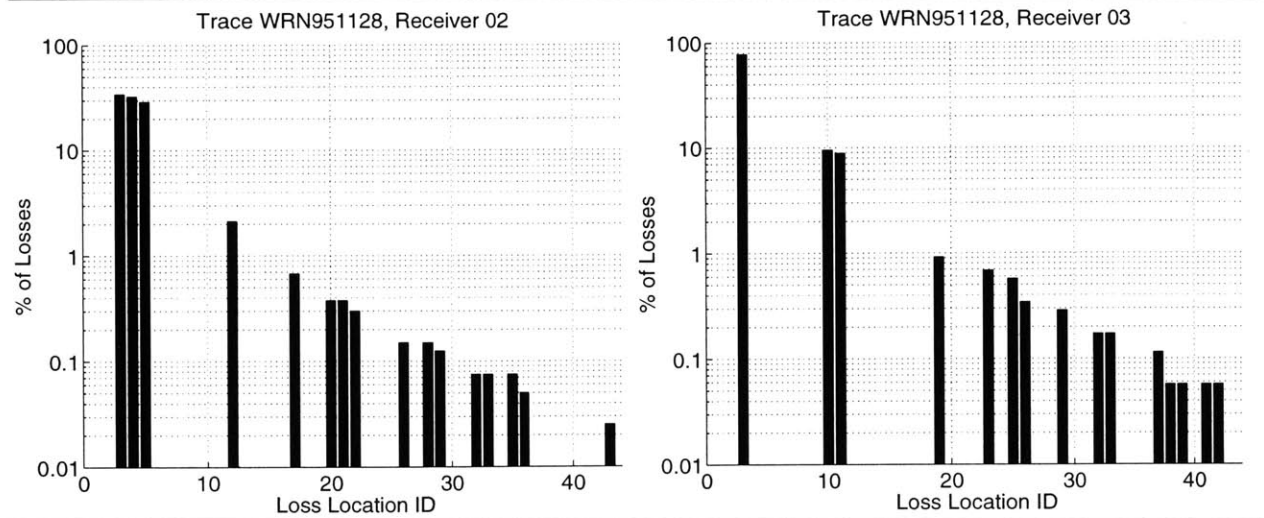 Trace WRN951128, Receiver 02
100
10
1
0.1
0.01
% of Losses
0 10 20 30 40
Loss Location ID
Trace WRN951128, Receiver 03
100
10
1
0.1
0.01
% of Losses
0 10 20 30 40
Loss Location ID